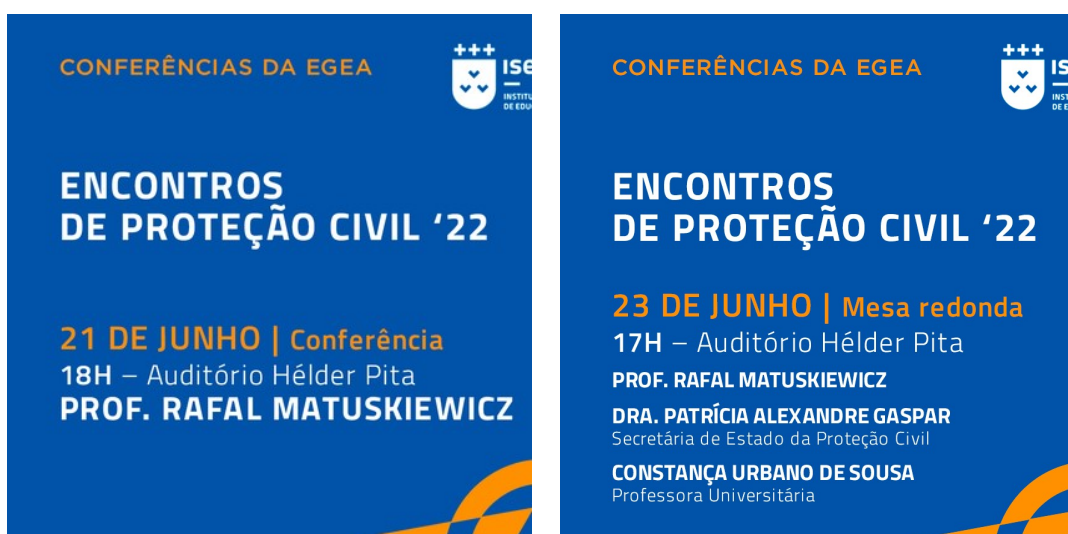 CONFERÊNCIAS DA EGEA
ENCONTROS
DE PROTEÇÃO CIVIL ‘22
21 DE JUNHO | Conferência
18H – Auditório Hélder Pita
PROF. RAFAL MATUSKIEWICZ
CONFERÊNCIAS DA EGEA
ENCONTROS
DE PROTEÇÃO CIVIL ‘22
23 DE JUNHO | Mesa redonda
17H – Auditório Hélder Pita
PROF. RAFAL MATUSKIEWICZ
DRA. PATRÍCIA ALEXANDRE GASPAR
Secretária de Estado da Proteção Civil
CONSTANÇA URBANO DE SOUSA
Professora Universitária